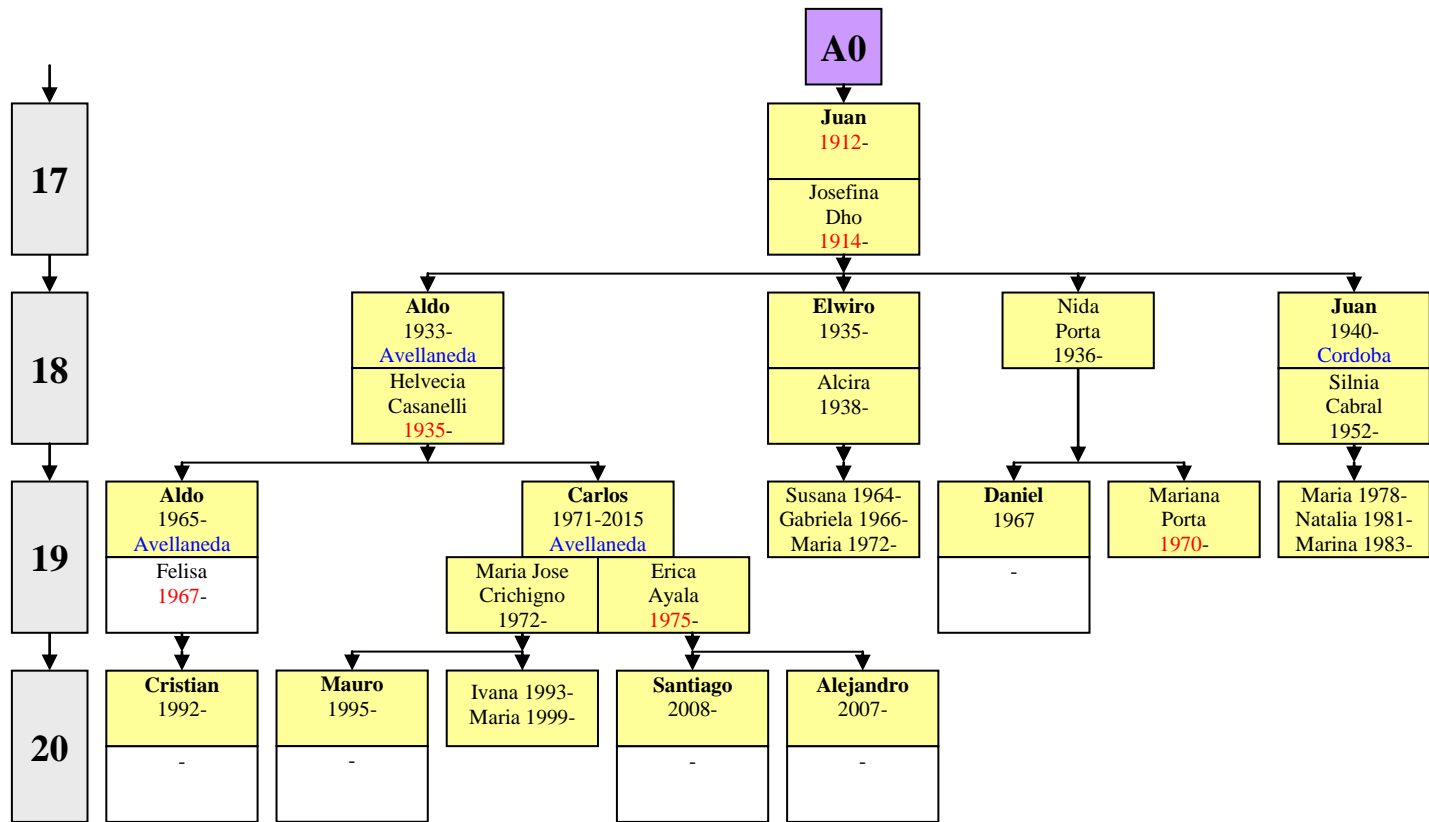 A0
17
Juan
1912-
Josefina
Dho
1914-
18
Aldo
1933-
Avellaneda
Helvecia
Casanelli
1935-
Elwiro
1935-
Alcira
1938-
Nida
Porta
1936-
Juan
1940-
Cordoba
Silnia
Cabral
1952-
19
Aldo
1965-
Avellaneda
Felisa
1967-
Carlos
1971-2015
Avellaneda
Maria Jose
Crichigno
1972-
Erica
Ayala
1975-
Susana 1964-
Gabriela 1966-
Maria 1972-
Daniel
1967
-
Mariana
Porta
1970-
Maria 1978-
Natalia 1981-
Marina 1983-
20
Cristian
1992-
-
Mauro
1995-
-
Ivana 1993-
Maria 1999-
Santiago
2008-
-
Alejandro
2007-
-